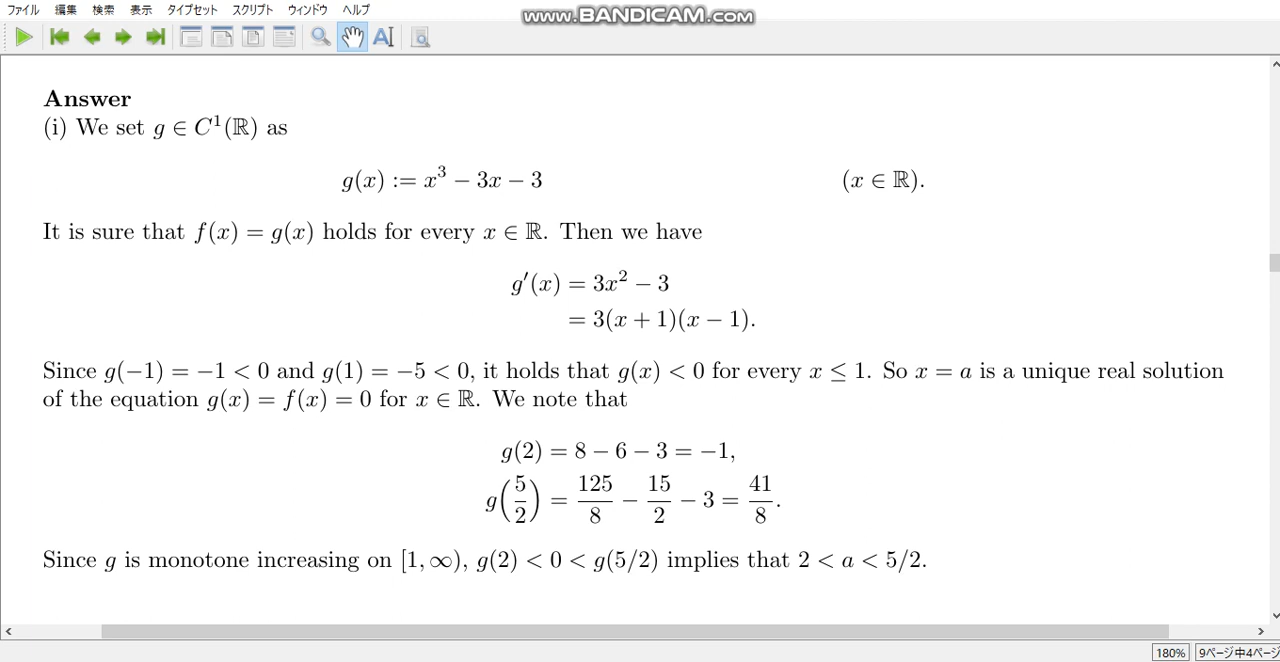 ファイル 編集 検索 表示 タイプセット スクリプト ウィンドウ ヘルプ
www.BANDICAM.com
Answer
(i) We set g ∈ C¹(ℝ) as
g(x) := x³ − 3x − 3 (x ∈ ℝ).
It is sure that f(x) = g(x) holds for every x ∈ ℝ. Then we have
g′(x) = 3x² − 3
= 3(x + 1)(x − 1).
Since g(−1) = −1 < 0 and g(1) = −5 < 0, it holds that g(x) < 0 for every x ≤ 1. So x = a is a unique real solution
of the equation g(x) = f(x) = 0 for x ∈ ℝ. We note that
g(2) = 8 − 6 − 3 = −1,
g(5/2) = 125/8 − 15/2 − 3 = 41/8.
Since g is monotone increasing on [1, ∞), g(2) < 0 < g(5/2) implies that 2 < a < 5/2.
180% 9ページ中4ページ